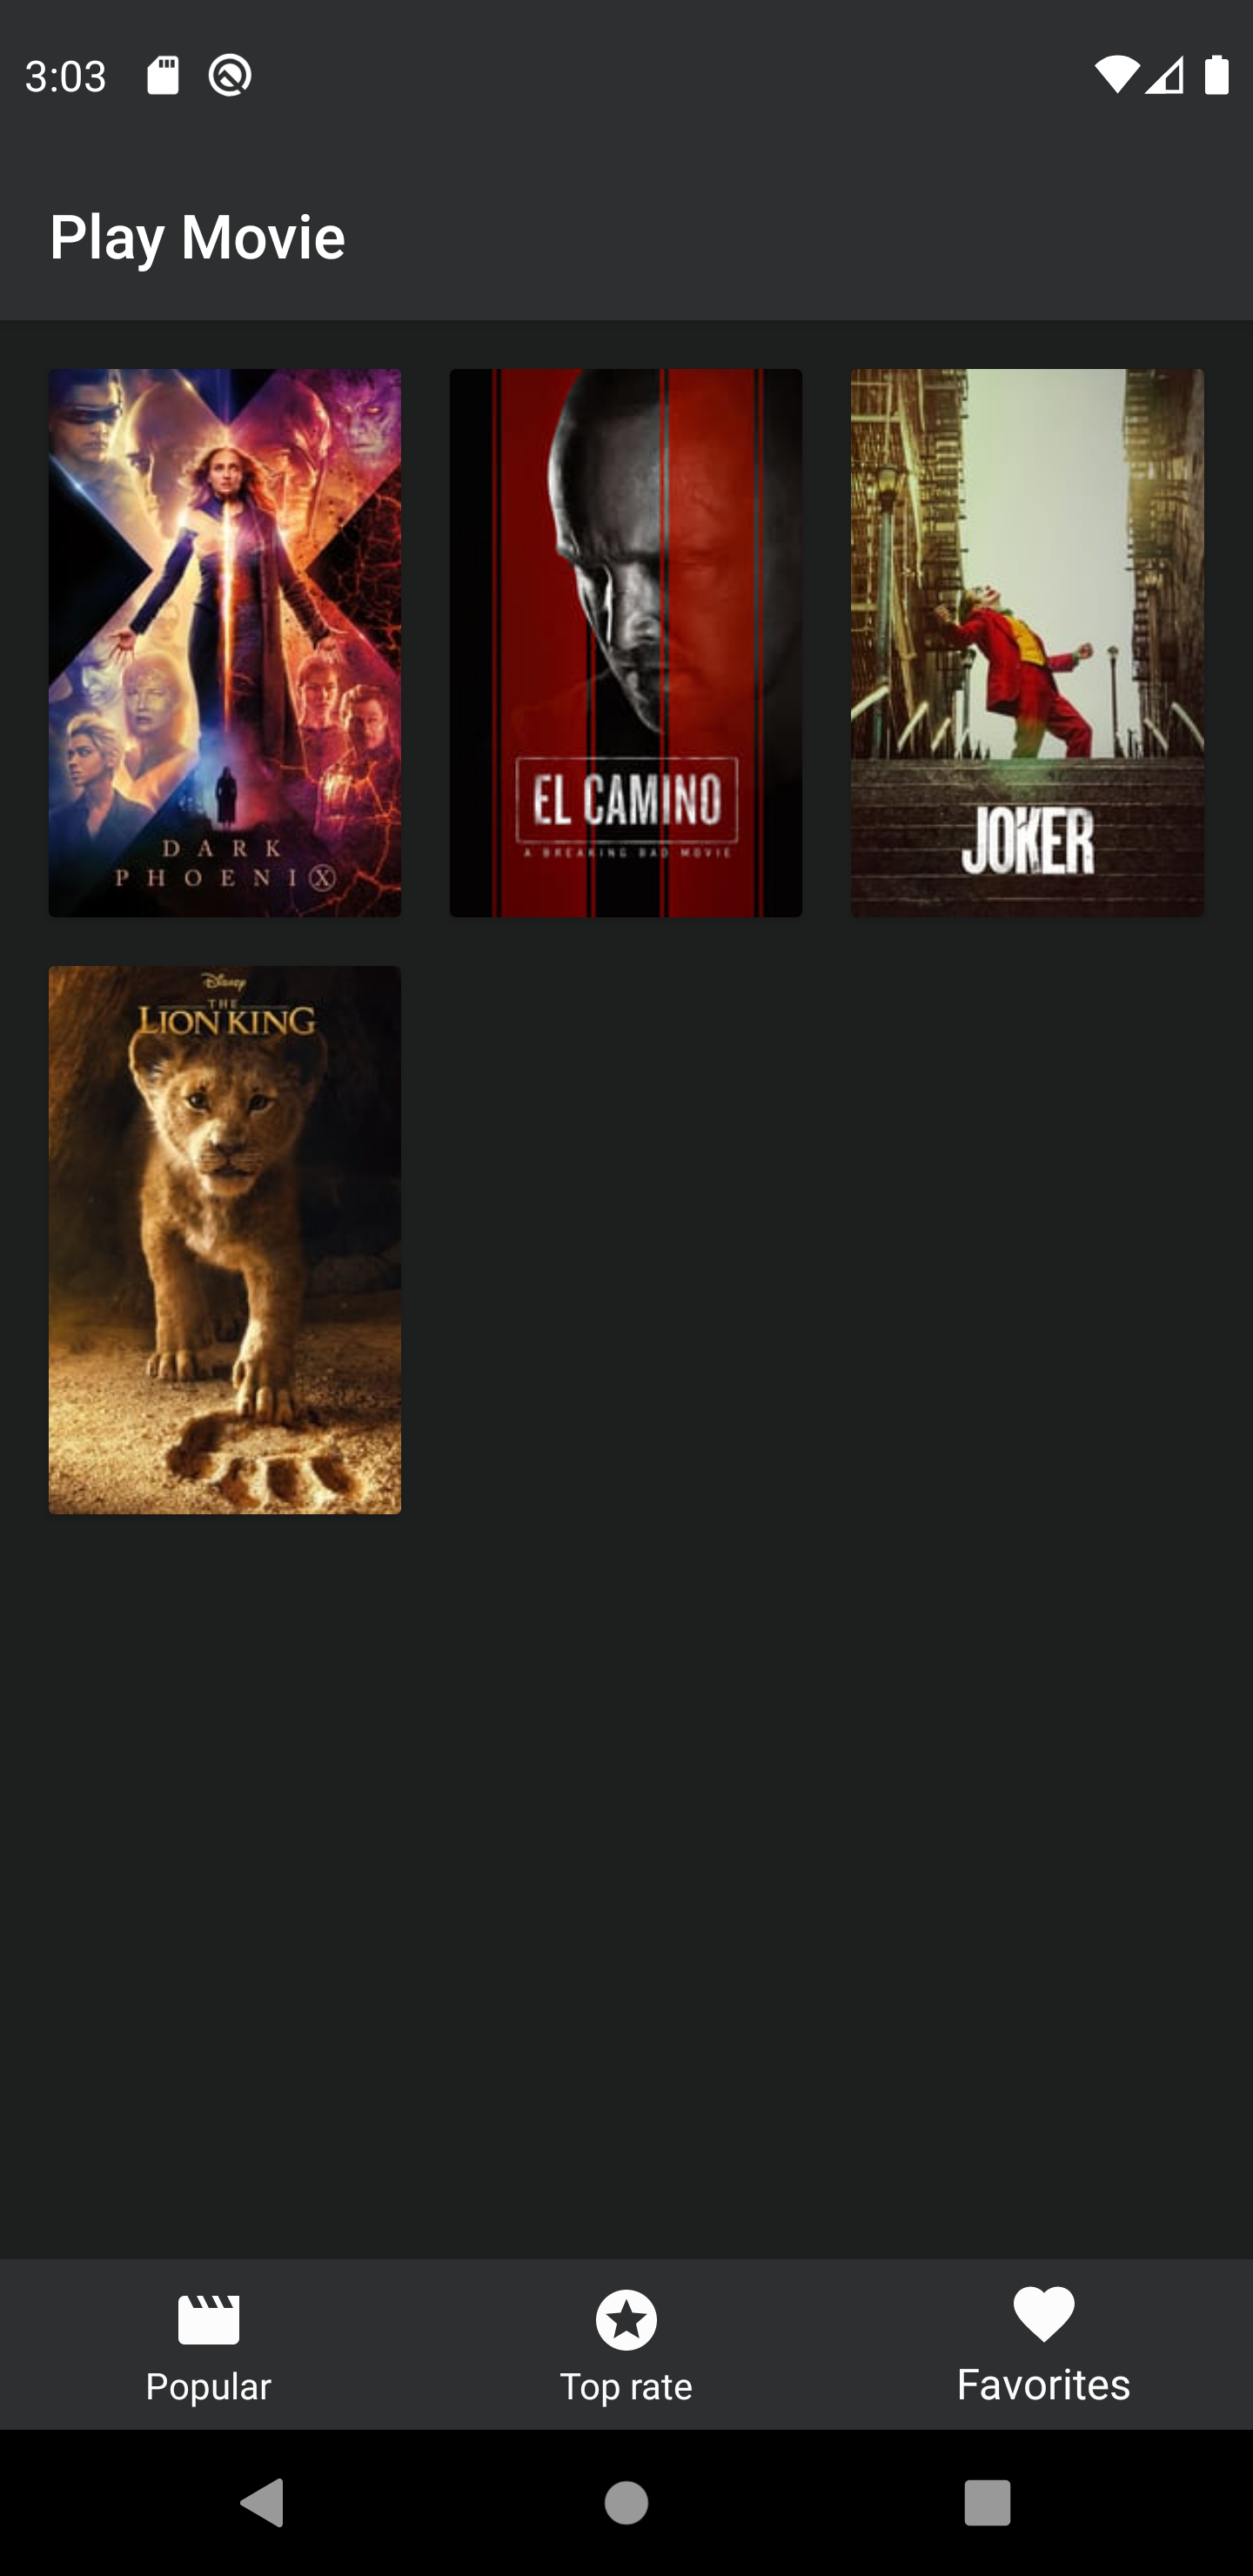 3:03
Play Movie
DARK
PHOENIX
EL CAMINO
A BREAKING BAD MOVIE
JOKER
Disney
THE
LION KING
Popular
Top rate
Favorites